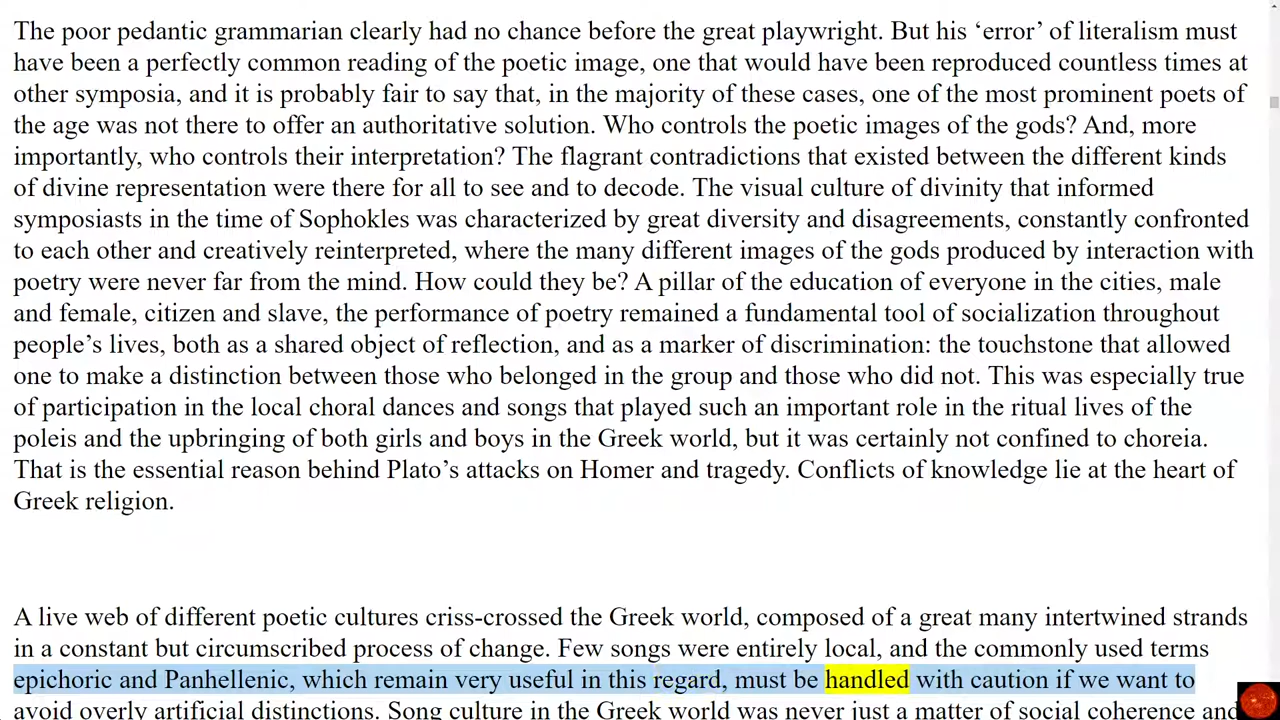 The poor pedantic grammarian clearly had no chance before the great playwright. But his ‘error’ of literalism must
have been a perfectly common reading of the poetic image, one that would have been reproduced countless times at
other symposia, and it is probably fair to say that, in the majority of these cases, one of the most prominent poets of
the age was not there to offer an authoritative solution. Who controls the poetic images of the gods? And, more
importantly, who controls their interpretation? The flagrant contradictions that existed between the different kinds
of divine representation were there for all to see and to decode. The visual culture of divinity that informed
symposiasts in the time of Sophokles was characterized by great diversity and disagreements, constantly confronted
to each other and creatively reinterpreted, where the many different images of the gods produced by interaction with
poetry were never far from the mind. How could they be? A pillar of the education of everyone in the cities, male
and female, citizen and slave, the performance of poetry remained a fundamental tool of socialization throughout
people’s lives, both as a shared object of reflection, and as a marker of discrimination: the touchstone that allowed
one to make a distinction between those who belonged in the group and those who did not. This was especially true
of participation in the local choral dances and songs that played such an important role in the ritual lives of the
poleis and the upbringing of both girls and boys in the Greek world, but it was certainly not confined to choreia.
That is the essential reason behind Plato’s attacks on Homer and tragedy. Conflicts of knowledge lie at the heart of
Greek religion.
A live web of different poetic cultures criss-crossed the Greek world, composed of a great many intertwined strands
in a constant but circumscribed process of change. Few songs were entirely local, and the commonly used terms
epichoric and Panhellenic, which remain very useful in this regard, must be handled with caution if we want to
avoid overly artificial distinctions. Song culture in the Greek world was never just a matter of social coherence and